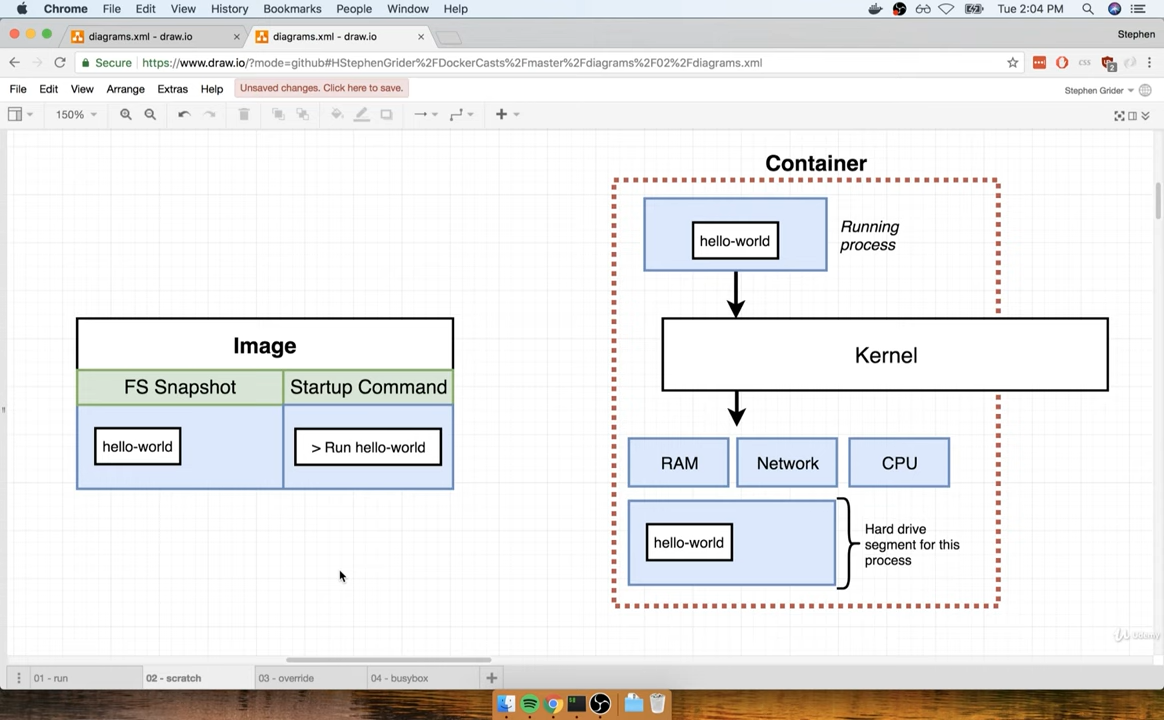 Chrome File Edit View History Bookmarks People Window Help Tue 2:04 PM
diagrams.xml - draw.io diagrams.xml - draw.io Stephen
Secure https://www.draw.io/?mode=github#HStephenGrider%2FDockerCasts%2Fmaster%2Fdiagrams%2F02%2Fdiagrams.xml
File Edit View Arrange Extras Help Unsaved changes. Click here to save. Stephen Grider
150%
Container
hello-world
Running
process
Kernel
Image
FS Snapshot Startup Command
hello-world > Run hello-world
RAM Network CPU
hello-world
Hard drive
segment for this
process
Udemy
01 - run 02 - scratch 03 - override 04 - busybox